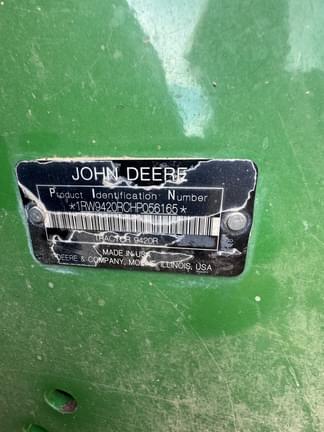 JOHN DEERE
Product Identification Number
*1RW9420RCHP056165*
TRACTOR 9420R
MADE IN USA
DEERE & COMPANY, MOLINE, ILLINOIS, USA